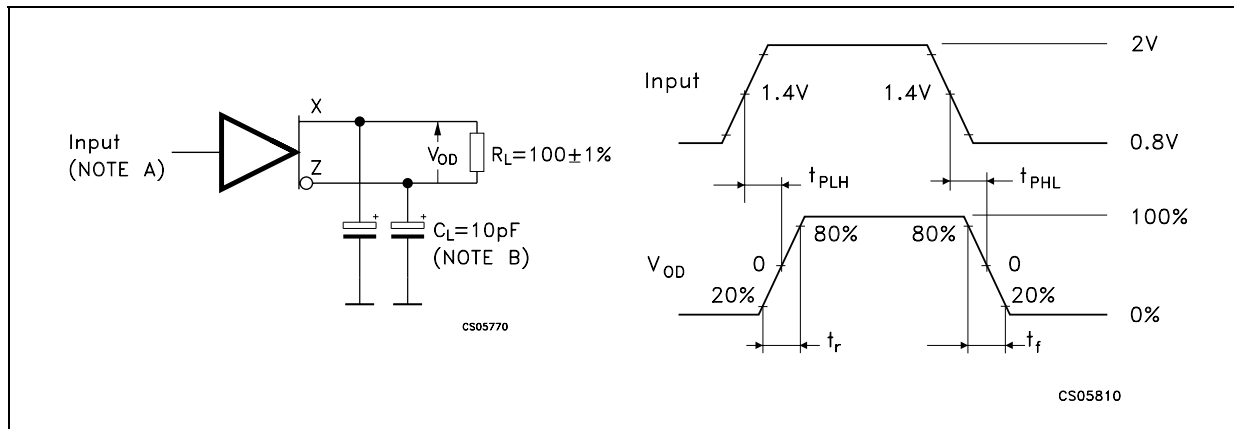 Input
(NOTE A)
X
Z
V_OD
R_L=100±1%
C_L=10pF
(NOTE B)
CS05770
Input
1.4V
1.4V
2V
0.8V
t_PLH
t_PHL
100%
80%
80%
V_OD
0
0
20%
20%
0%
t_r
t_f
CS05810